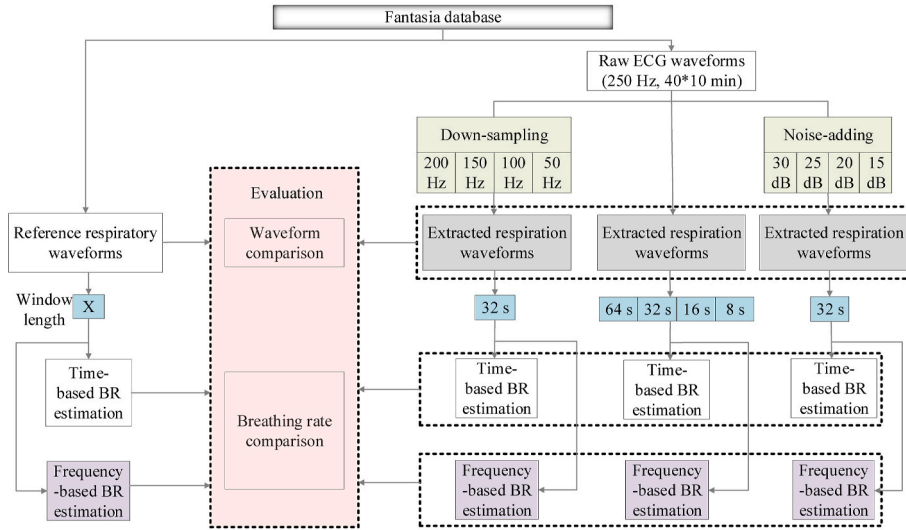 Fantasia database
Raw ECG waveforms
(250 Hz, 40*10 min)
Down-sampling
200
Hz
150
Hz
100
Hz
50
Hz
Noise-adding
30
dB
25
dB
20
dB
15
dB
Evaluation
Reference respiratory
waveforms
Waveform
comparison
Extracted respiration
waveforms
Extracted respiration
waveforms
Extracted respiration
waveforms
Window
length
X
32 s
64 s
32 s
16 s
8 s
32 s
Time-
based BR
estimation
Breathing rate
comparison
Time-
based BR
estimation
Time-
based BR
estimation
Time-
based BR
estimation
Frequency
-based BR
estimation
Frequency
-based BR
estimation
Frequency
-based BR
estimation
Frequency
-based BR
estimation